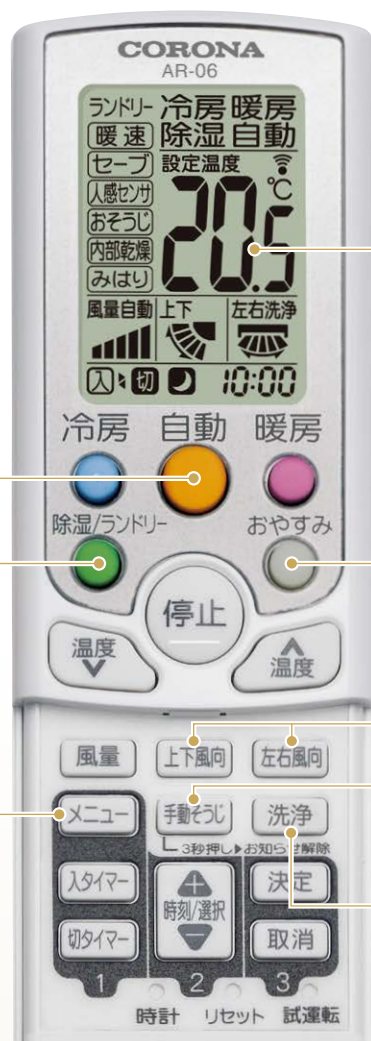 CORONA
AR-06
ランドリー 冷房 暖房
暖速 除湿 自動
セーブ 設定温度
人感センサ ℃
おそうじ 20.5
内部乾燥
みはり
風量自動 上下 左右洗浄
入 切 10:00
冷房 自動 暖房
除湿/ランドリー おやすみ
停止
温度 温度
風量 上下風向 左右風向
メニュー 手動そうじ 洗浄
3秒押し▶お知らせ解除
入タイマー 時刻/選択 決定
切タイマー 取消
1 2 3
時計 リセット 試運転